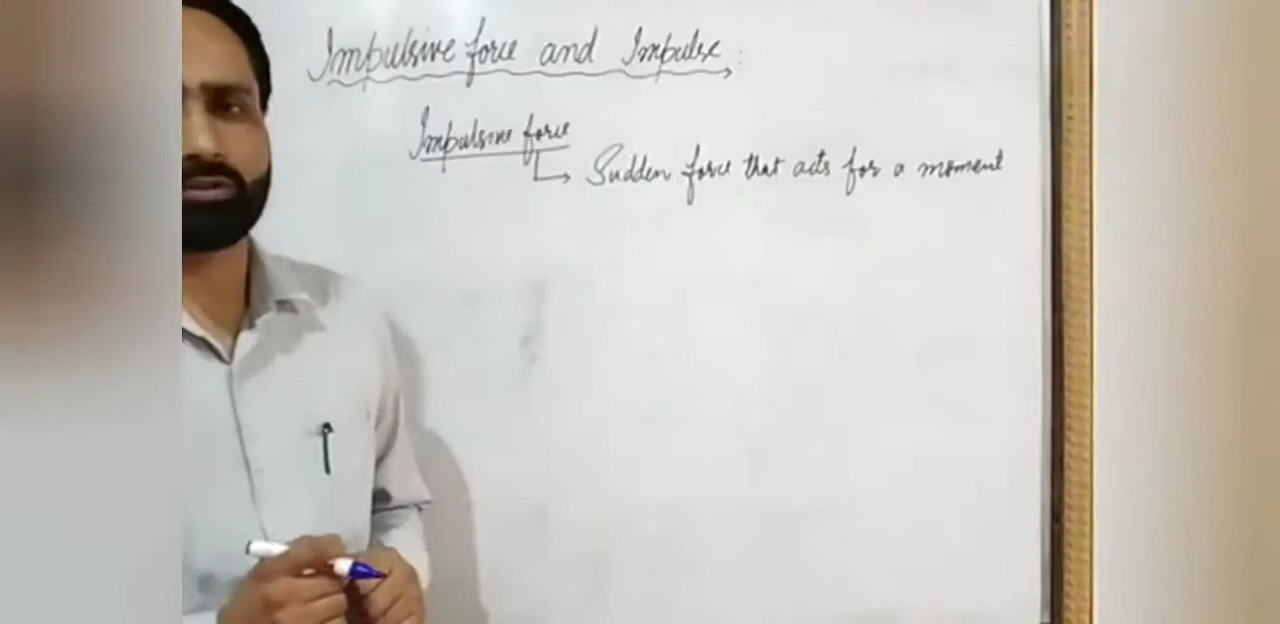 Impulsive force and Impulse :
Impulsive force
Sudden force that acts for a moment